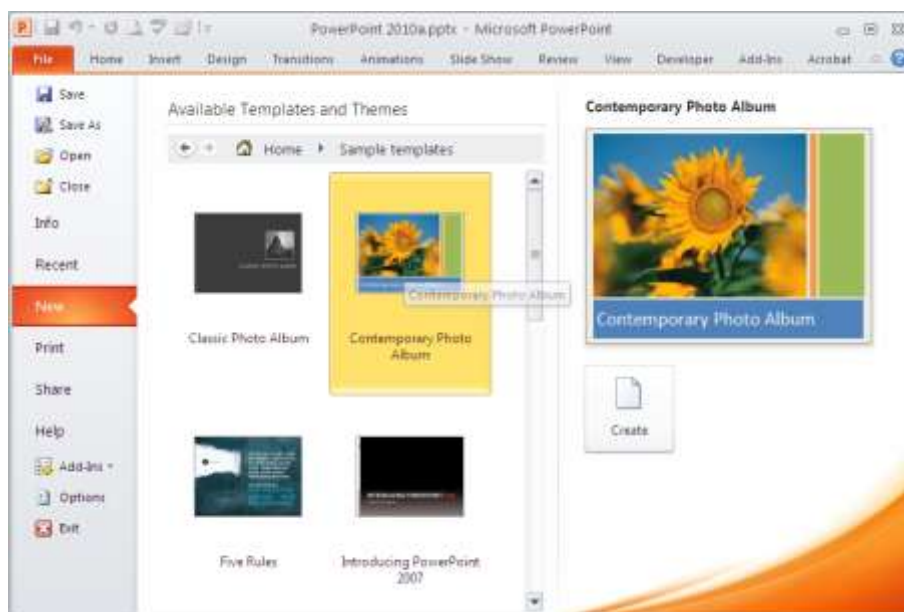 PowerPoint 2010a.pptx - Microsoft PowerPoint
File Home Insert Design Transitions Animations Slide Show Review View Developer Add-Ins Acrobat
Save
Save As
Open
Close
Info
Recent
New
Print
Share
Help
Add-Ins
Options
Exit
Available Templates and Themes
Home Sample templates
Classic Photo Album
Contemporary Photo Album
Contemporary Photo
Album
Five Rules
INTRODUCING POWERPOINT
Introducing PowerPoint
2007
Contemporary Photo Album
Contemporary Photo Album
Create